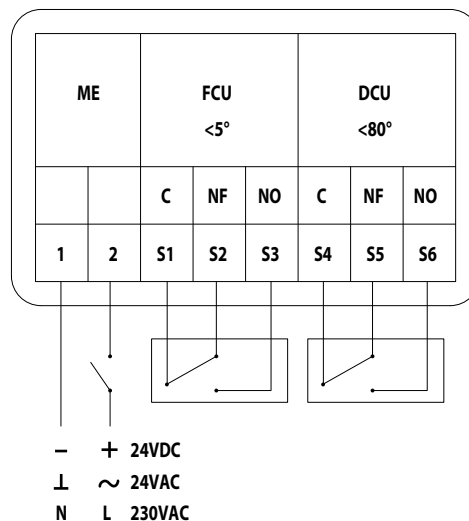 ME FCU DCU
<5° <80°
C NF NO C NF NO
1 2 S1 S2 S3 S4 S5 S6
− + 24VDC
⊥ ~ 24VAC
N L 230VAC